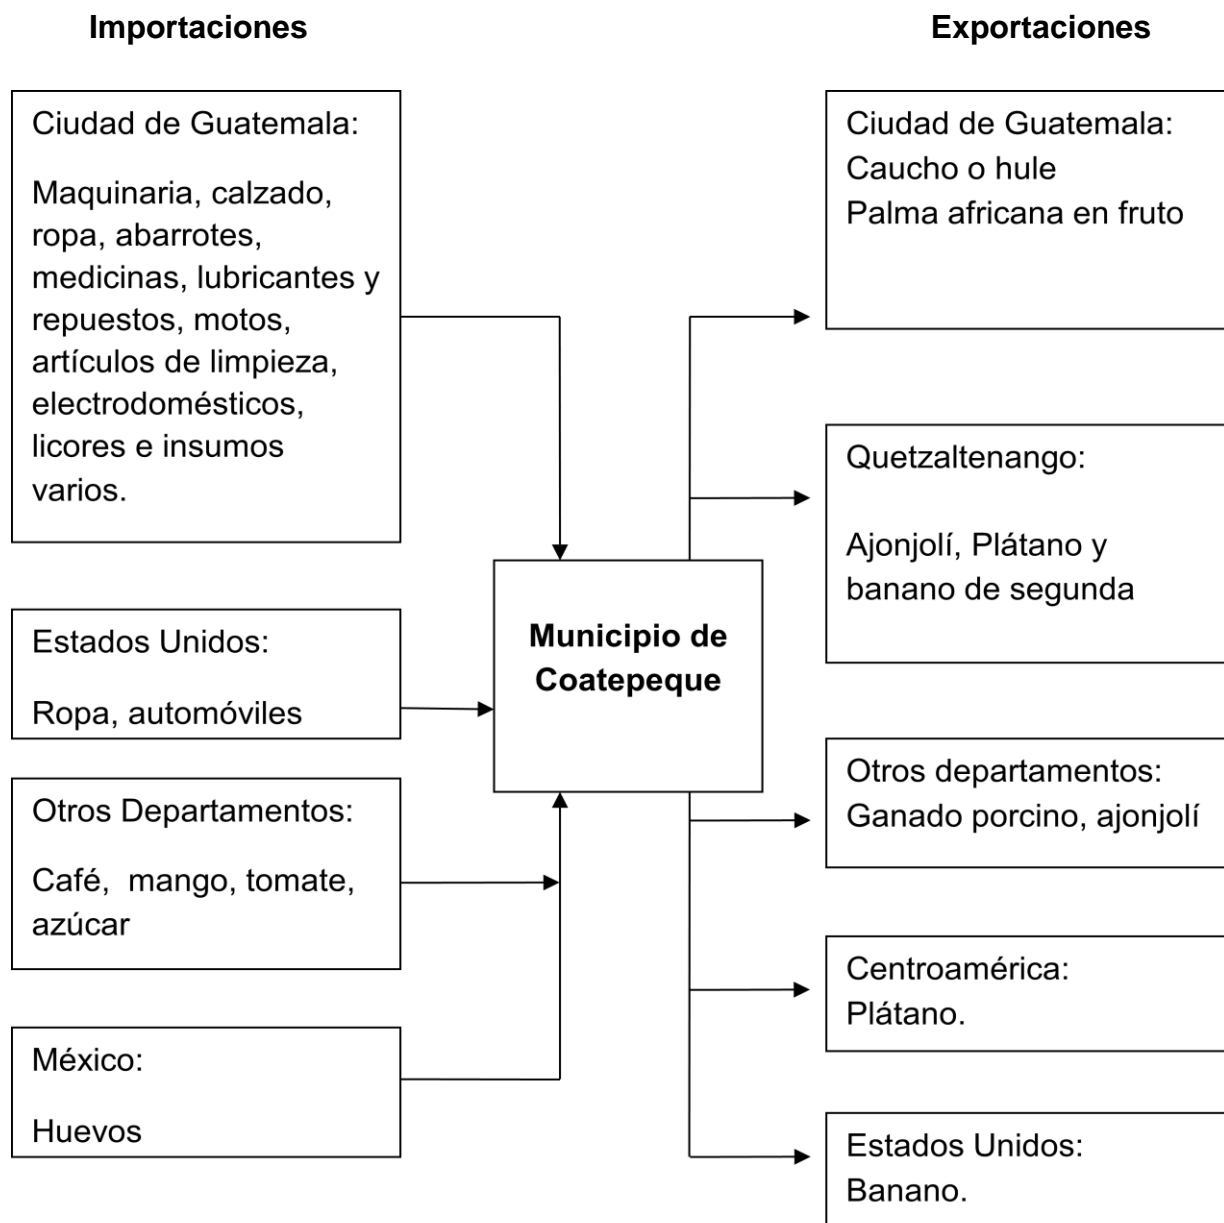 Importaciones
Exportaciones
Ciudad de Guatemala:
Maquinaria, calzado,
ropa, abarrotes,
medicinas, lubricantes y
repuestos, motos,
artículos de limpieza,
electrodomésticos,
licores e insumos
varios.
Estados Unidos:
Ropa, automóviles
Otros Departamentos:
Café, mango, tomate,
azúcar
México:
Huevos
Municipio de
Coatepeque
Ciudad de Guatemala:
Caucho o hule
Palma africana en fruto
Quetzaltenango:
Ajonjolí, Plátano y
banano de segunda
Otros departamentos:
Ganado porcino, ajonjolí
Centroamérica:
Plátano.
Estados Unidos:
Banano.